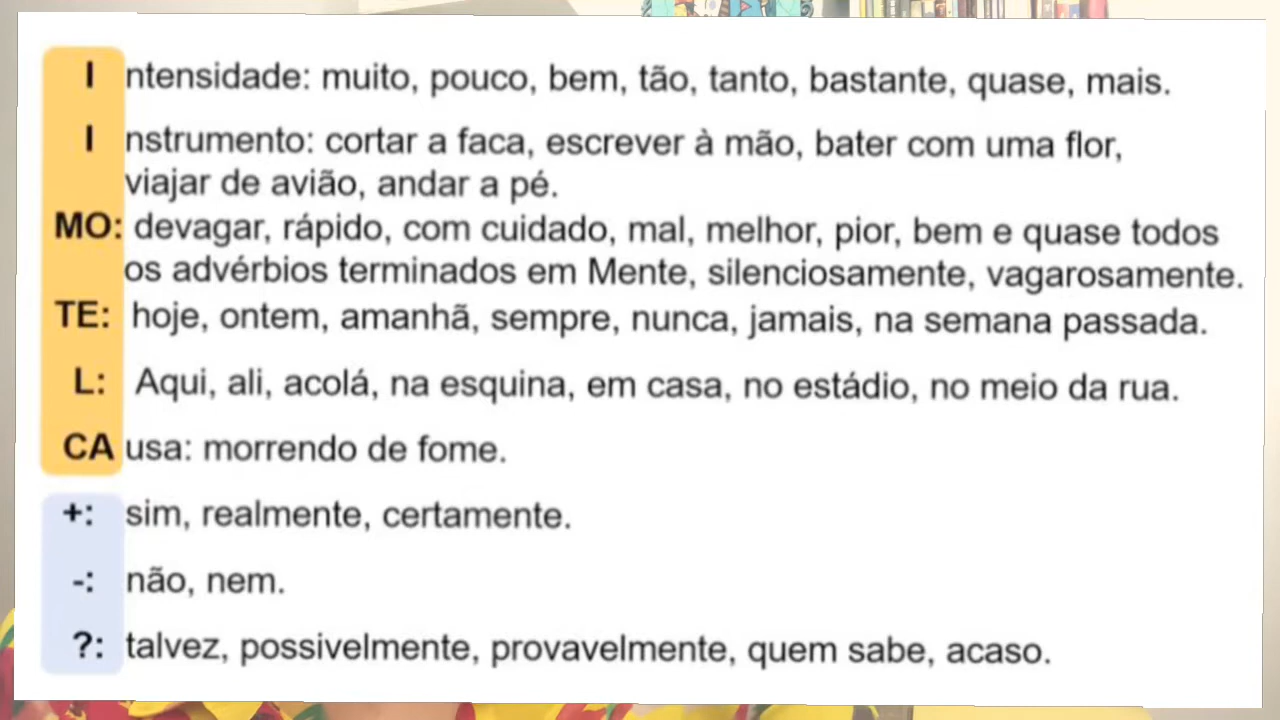 Intensidade: muito, pouco, bem, tão, tanto, bastante, quase, mais.
Instrumento: cortar a faca, escrever à mão, bater com uma flor,
viajar de avião, andar a pé.
MO: devagar, rápido, com cuidado, mal, melhor, pior, bem e quase todos
os advérbios terminados em Mente, silenciosamente, vagarosamente.
TE: hoje, ontem, amanhã, sempre, nunca, jamais, na semana passada.
L: Aqui, ali, acolá, na esquina, em casa, no estádio, no meio da rua.
CAusa: morrendo de fome.
+: sim, realmente, certamente.
-: não, nem.
?: talvez, possivelmente, provavelmente, quem sabe, acaso.